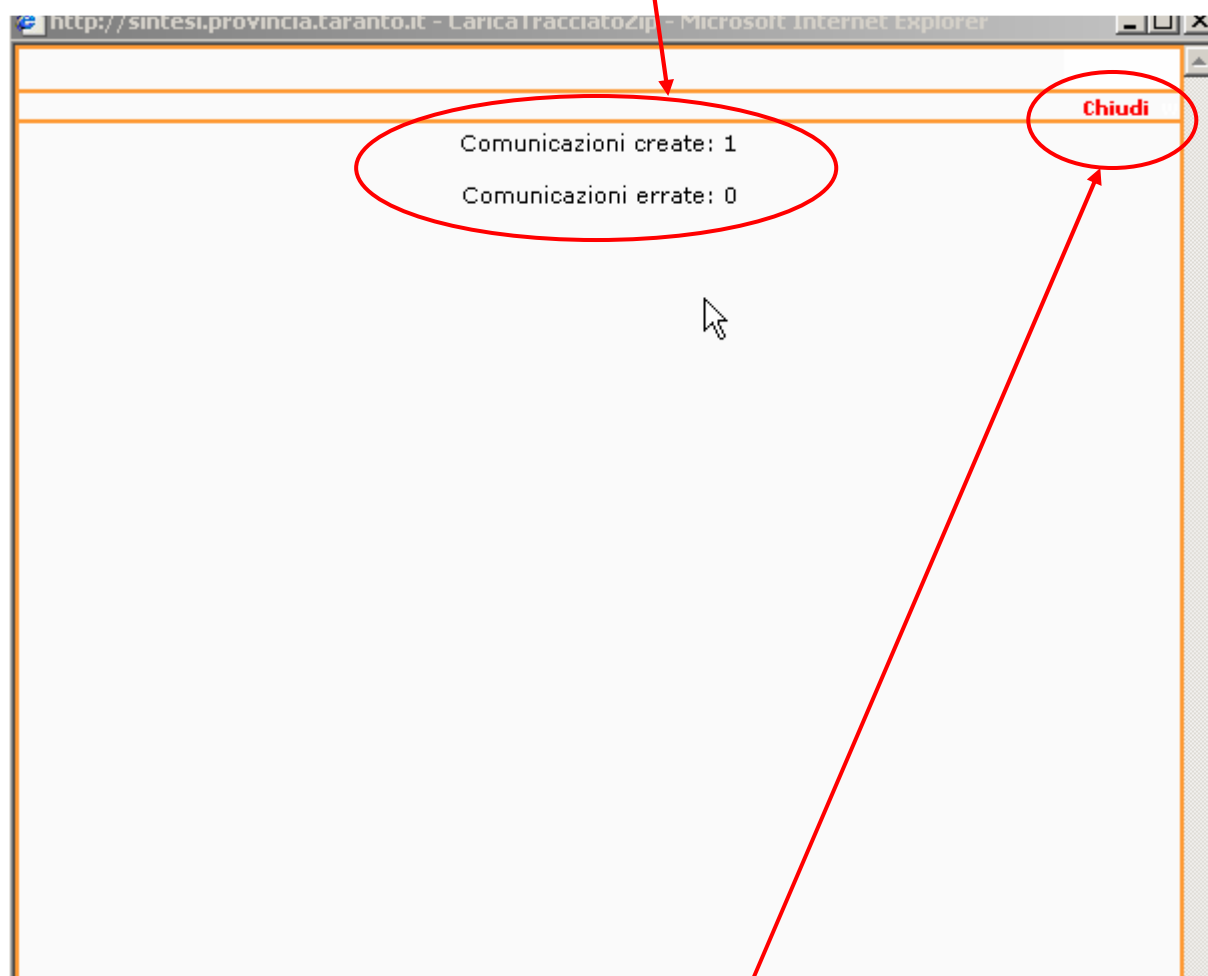 http://sintesi.provincia.taranto.it - CaricaTracciatoZip - Microsoft Internet Explorer
Chiudi
Comunicazioni create: 1
Comunicazioni errate: 0